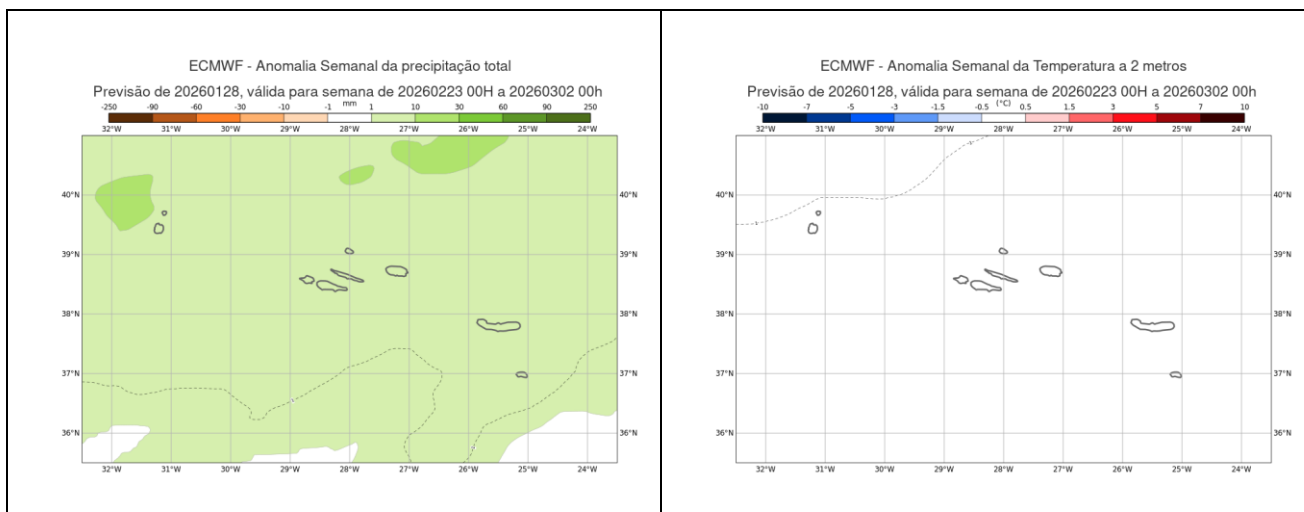 ECMWF - Anomalia Semanal da precipitação total
Previsão de 20260128, válida para semana de 20260223 00H a 20260302 00h
-250 -90 -60 -30 -10 -1 mm 1 10 30 60 90 250
32°W 31°W 30°W 29°W 28°W 27°W 26°W 25°W 24°W
40°N 40°N
39°N 39°N
38°N 38°N
37°N 37°N
36°N 36°N
32°W 31°W 30°W 29°W 28°W 27°W 26°W 25°W 24°W
ECMWF - Anomalia Semanal da Temperatura a 2 metros
Previsão de 20260128, válida para semana de 20260223 00H a 20260302 00h
-10 -7 -5 -3 -1.5 -0.5 (°C) 0.5 1.5 3 5 7 10
32°W 31°W 30°W 29°W 28°W 27°W 26°W 25°W 24°W
40°N 40°N
39°N 39°N
38°N 38°N
37°N 37°N
36°N 36°N
32°W 31°W 30°W 29°W 28°W 27°W 26°W 25°W 24°W